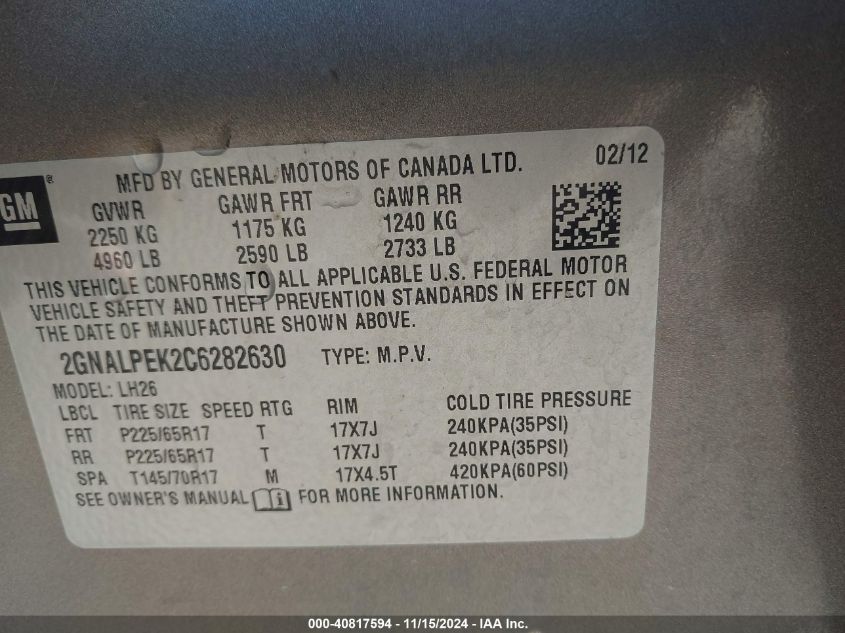 MFD BY GENERAL MOTORS OF CANADA LTD. 02/12
GM®
GVWR GAWR FRT GAWR RR
2250 KG 1175 KG 1240 KG
4960 LB 2590 LB 2733 LB
THIS VEHICLE CONFORMS TO ALL APPLICABLE U.S. FEDERAL MOTOR
VEHICLE SAFETY AND THEFT PREVENTION STANDARDS IN EFFECT ON
THE DATE OF MANUFACTURE SHOWN ABOVE.
2GNALPEK2C6282630 TYPE: M.P.V.
MODEL: LH26
LBCL TIRE SIZE SPEED RTG RIM COLD TIRE PRESSURE
FRT P225/65R17 T 17X7J 240KPA(35PSI)
RR P225/65R17 T 17X7J 240KPA(35PSI)
SPA T145/70R17 M 17X4.5T 420KPA(60PSI)
SEE OWNER'S MANUAL i FOR MORE INFORMATION.
000-40817594 - 11/15/2024 - IAA Inc.